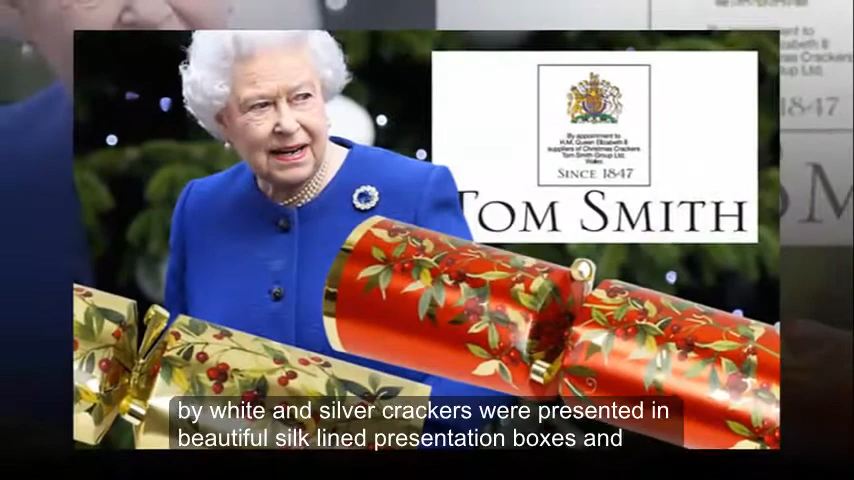 By appointment to
H.M. Queen Elizabeth II
suppliers of Christmas Crackers
Tom Smith Group Ltd.
Wales
SINCE 1847
TOM SMITH
by white and silver crackers were presented in
beautiful silk lined presentation boxes and